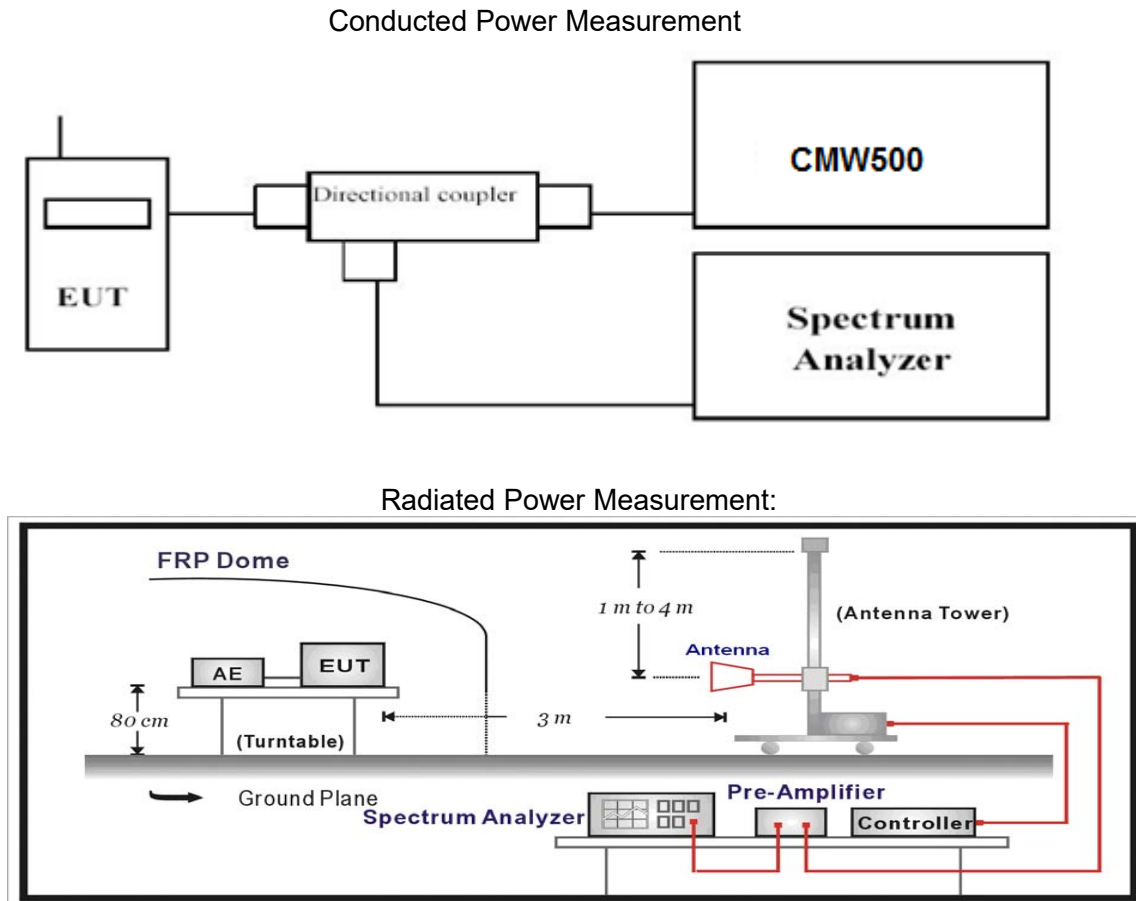 Conducted Power Measurement
CMW500
Directional coupler
EUT
Spectrum
Analyzer
Radiated Power Measurement:
FRP Dome
1 m to 4 m
(Antenna Tower)
Antenna
AE
EUT
80 cm
3 m
(Turntable)
Ground Plane
Pre-Amplifier
Spectrum Analyzer
Controller